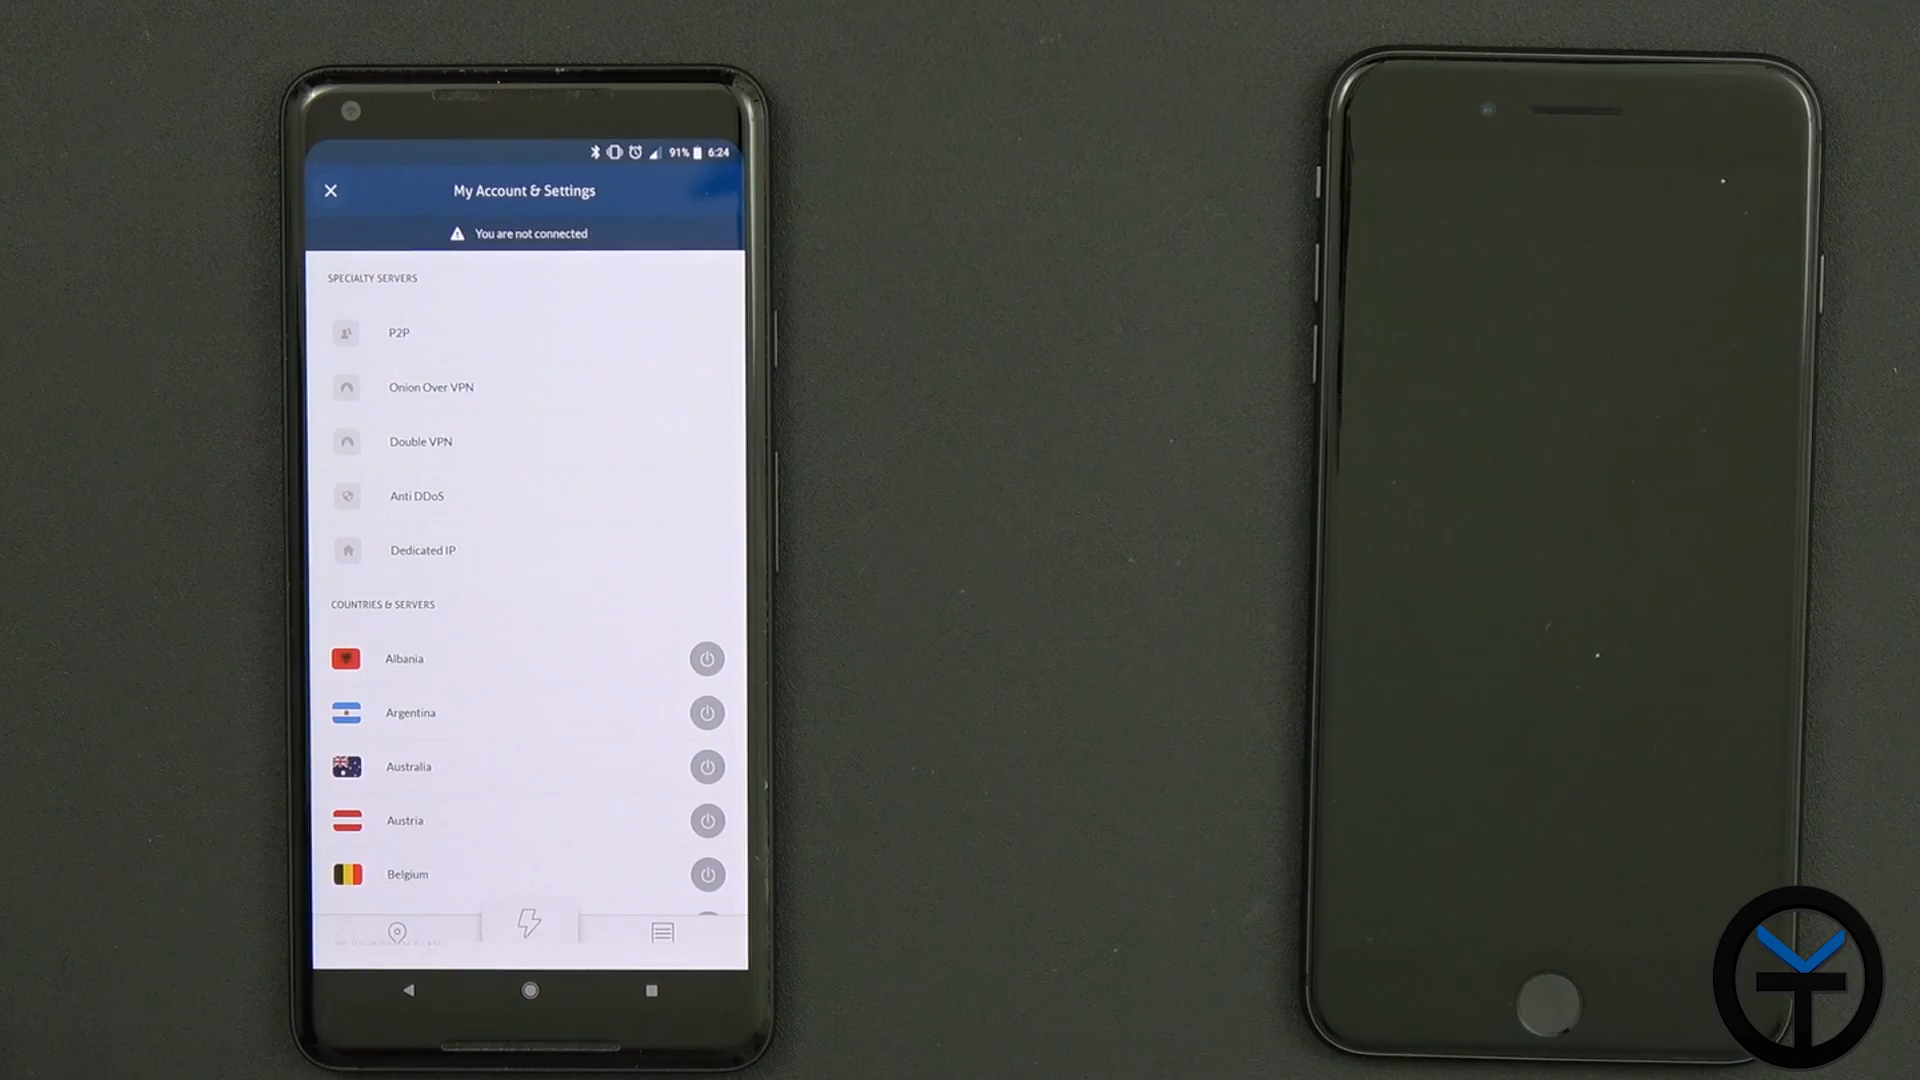 91% 6:24
My Account & Settings
You are not connected
SPECIALTY SERVERS
P2P
Onion Over VPN
Double VPN
Anti DDoS
Dedicated IP
COUNTRIES & SERVERS
Albania
Argentina
Australia
Austria
Belgium